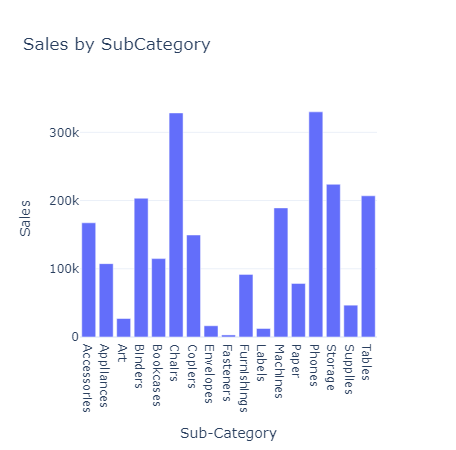 Sales by SubCategory
300k
200k
100k
0
Sales
Accessories
Appliances
Art
Binders
Bookcases
Chairs
Copiers
Envelopes
Fasteners
Furnishings
Labels
Machines
Paper
Phones
Storage
Supplies
Tables
Sub-Category